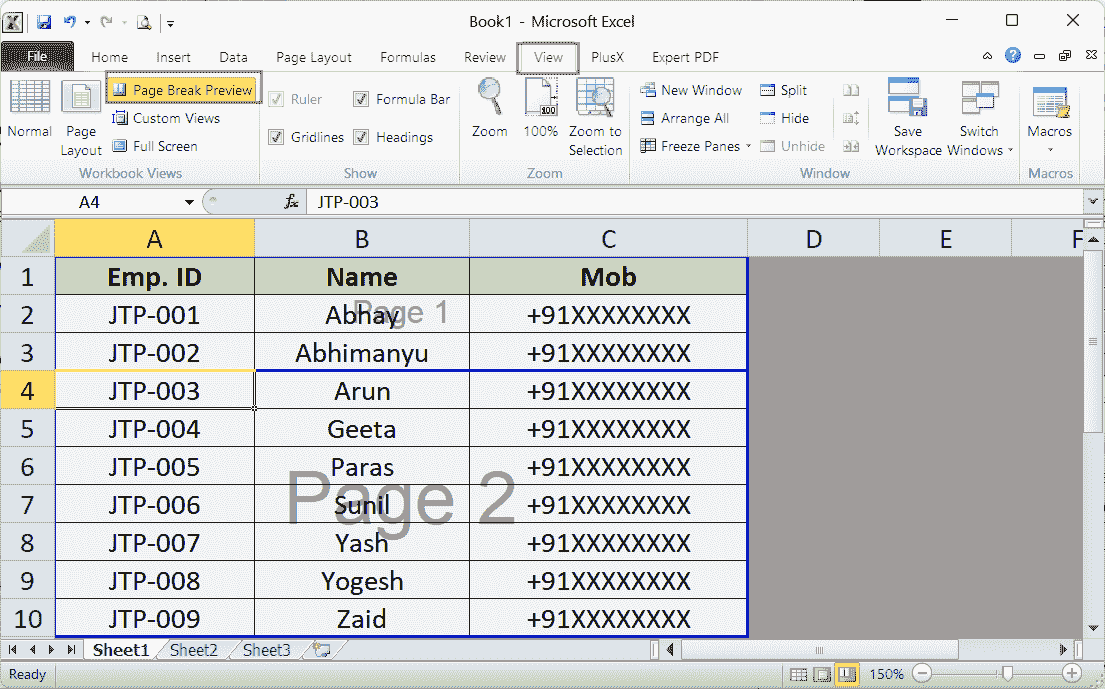 Book1 - Microsoft Excel
File Home Insert Data Page Layout Formulas Review View PlusX Expert PDF
Normal
Page Layout
Page Break Preview
Custom Views
Full Screen
Workbook Views
Ruler
Formula Bar
Gridlines
Headings
Show
Zoom
100%
Zoom to Selection
Zoom
New Window
Arrange All
Freeze Panes
Split
Hide
Unhide
Save Workspace
Switch Windows
Window
Macros
Macros
A4 fx JTP-003
A B C D E F
1 Emp. ID Name Mob
2 JTP-001 Abhay +91XXXXXXXX
Page 1
3 JTP-002 Abhimanyu +91XXXXXXXX
4 JTP-003 Arun +91XXXXXXXX
5 JTP-004 Geeta +91XXXXXXXX
6 JTP-005 Paras +91XXXXXXXX
7 JTP-006 Sunil +91XXXXXXXX
Page 2
8 JTP-007 Yash +91XXXXXXXX
9 JTP-008 Yogesh +91XXXXXXXX
10 JTP-009 Zaid +91XXXXXXXX
Sheet1 Sheet2 Sheet3
Ready 150%